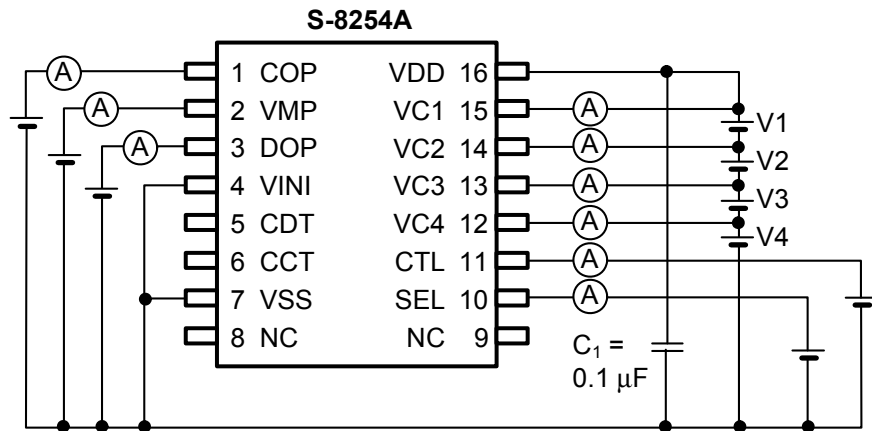 S-8254A
A
A
A
1 COP
2 VMP
3 DOP
4 VINI
5 CDT
6 CCT
7 VSS
8 NC
VDD 16
VC1 15
VC2 14
VC3 13
VC4 12
CTL 11
SEL 10
NC 9
A
A
A
A
A
A
V1
V2
V3
V4
C₁ =
0.1 μF